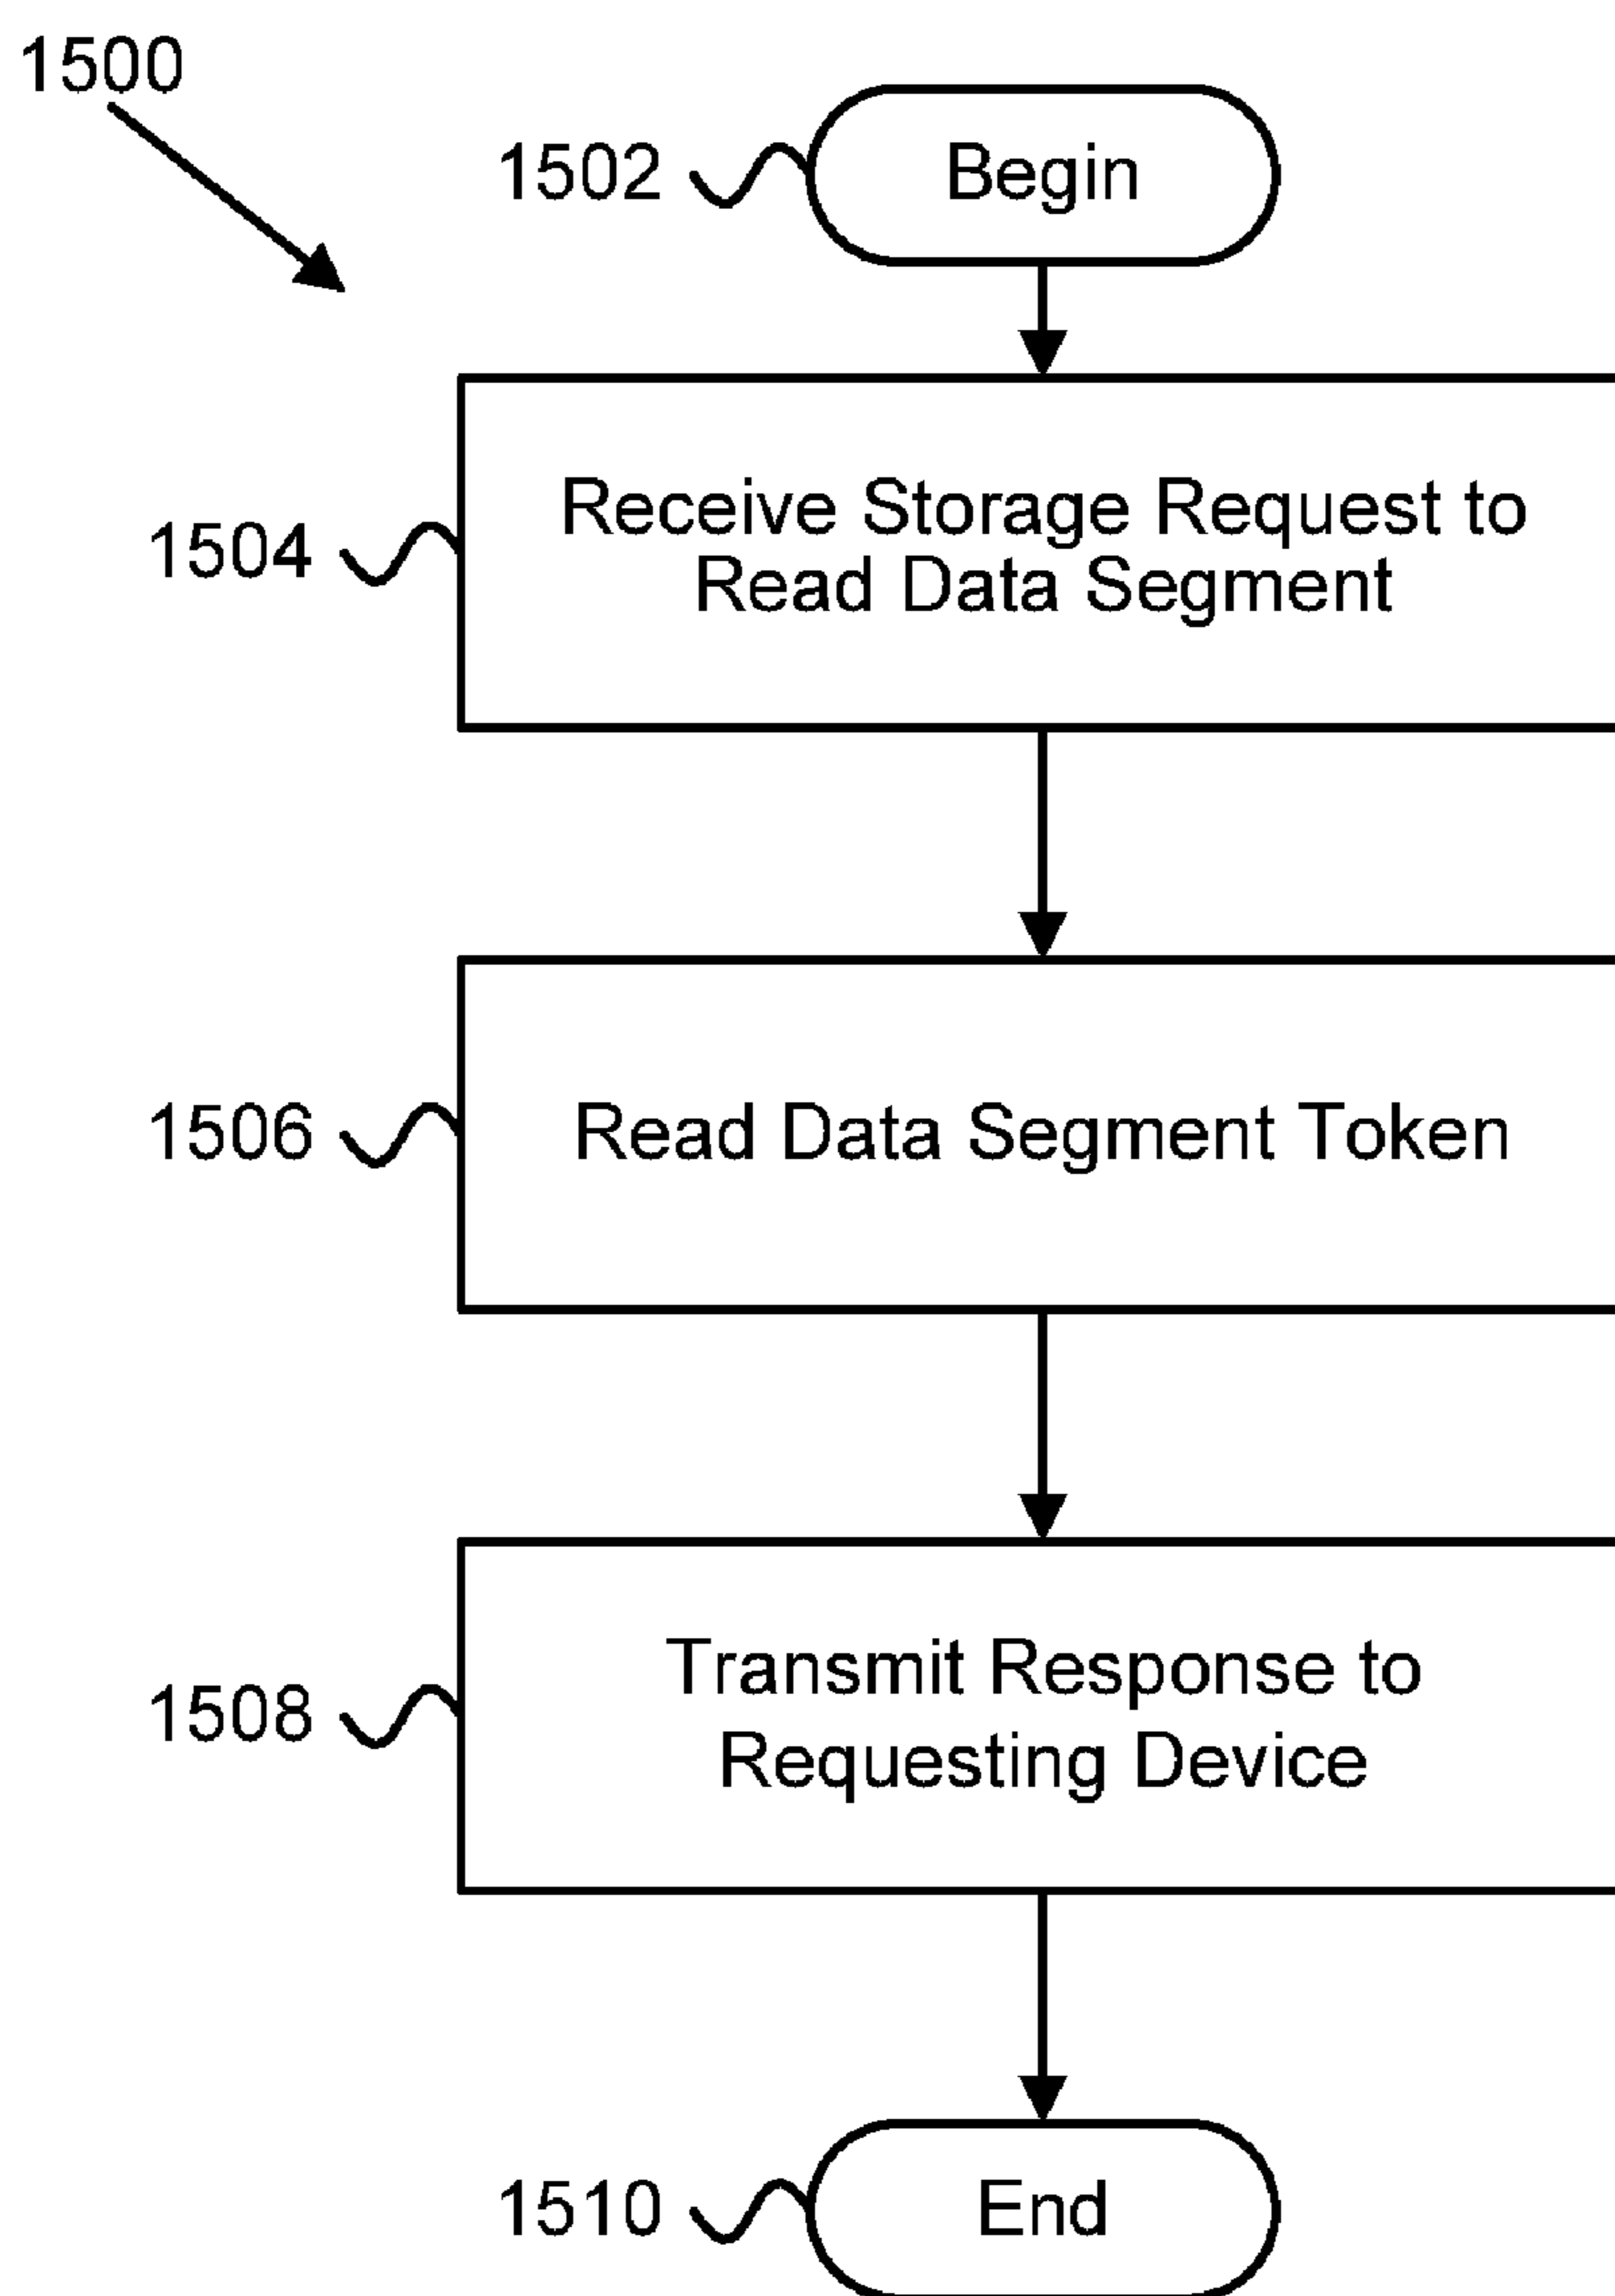 1500
1502
Begin
1504
Receive Storage Request to
Read Data Segment
1506
Read Data Segment Token
1508
Transmit Response to
Requesting Device
1510
End